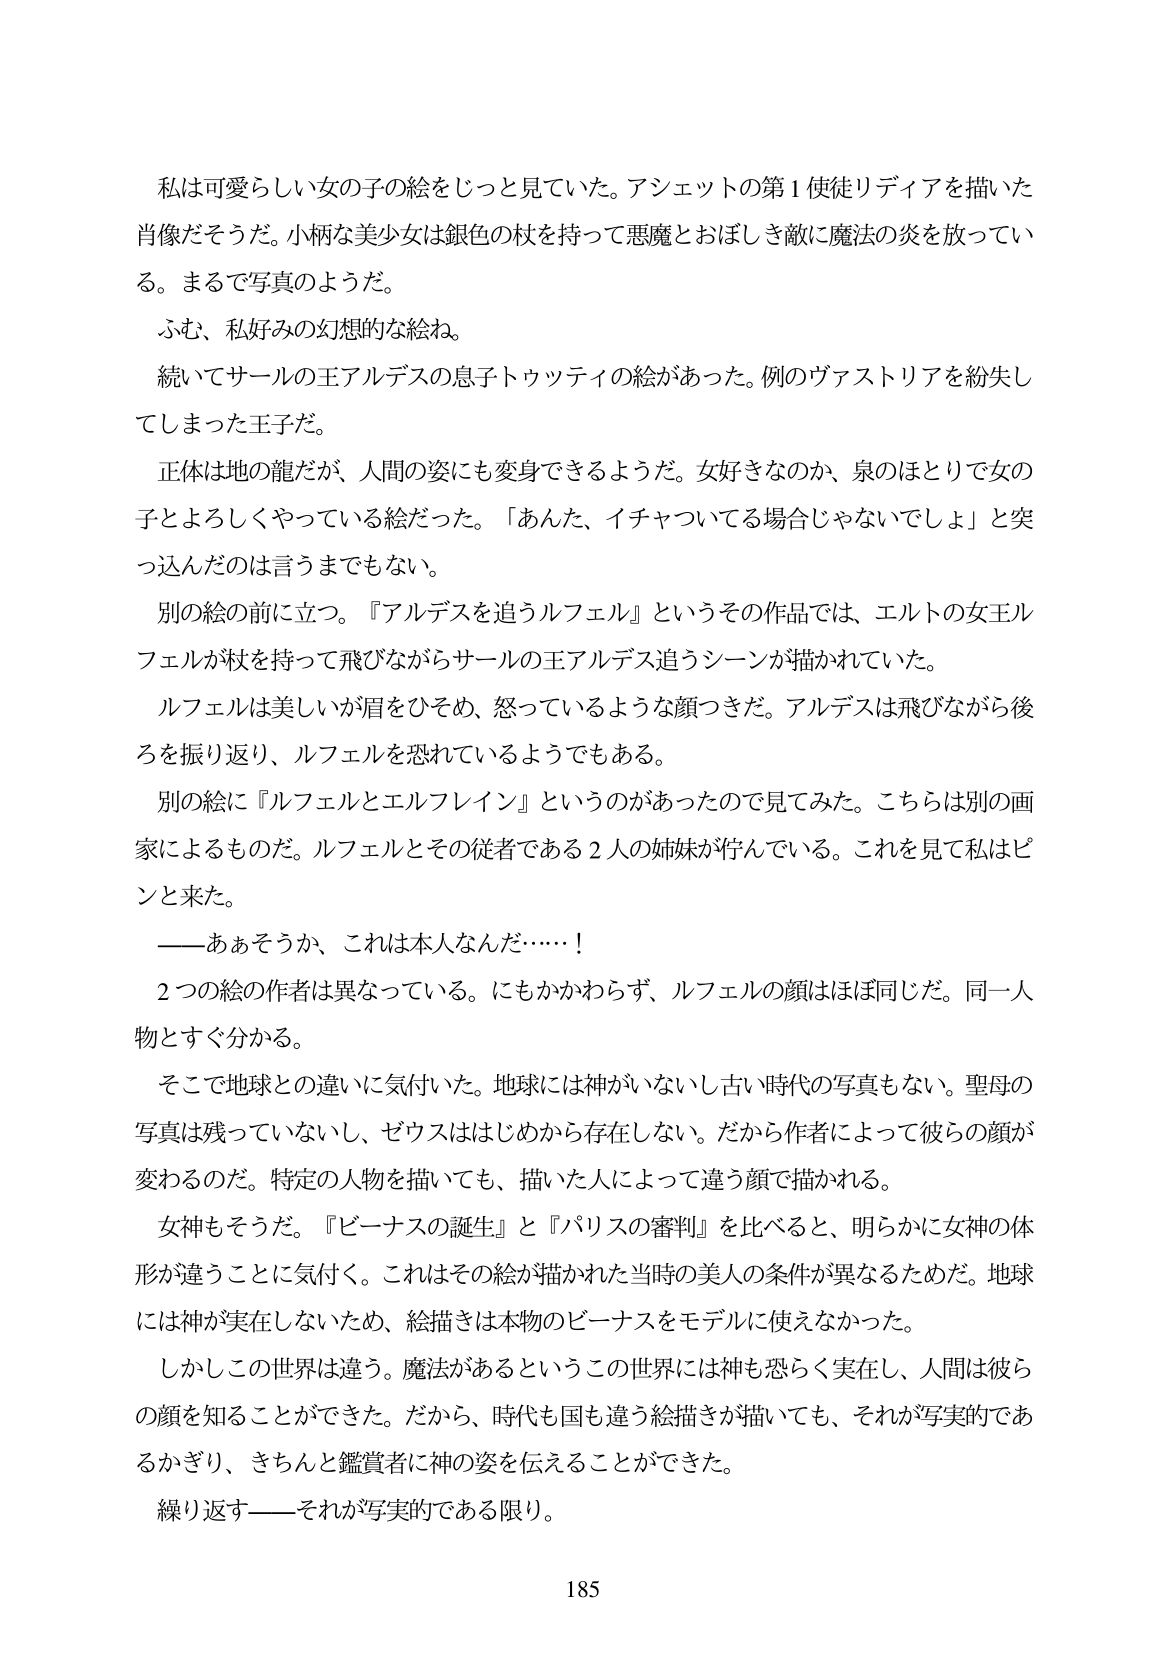 私は可愛らしい女の子の絵をじっと見ていた。アシェットの第1使徒リディアを描いた
肖像だそうだ。小柄な美少女は銀色の杖を持って悪魔とおぼしき敵に魔法の炎を放ってい
る。まるで写真のようだ。
ふむ、私好みの幻想的な絵ね。
続いてサールの王アルデスの息子トゥッティの絵があった。例のヴァストリアを紛失し
てしまった王子だ。
正体は地の龍だが、人間の姿にも変身できるようだ。女好きなのか、泉のほとりで女の
子とよろしくやっている絵だった。「あんた、イチャついてる場合じゃないでしょ」と突
っ込んだのは言うまでもない。
別の絵の前に立つ。『アルデスを追うルフェル』というその作品では、エルトの女王ル
フェルが杖を持って飛びながらサールの王アルデス追うシーンが描かれていた。
ルフェルは美しいが眉をひそめ、怒っているような顔つきだ。アルデスは飛びながら後
ろを振り返り、ルフェルを恐れているようでもある。
別の絵に『ルフェルとエルフレイン』というのがあったので見てみた。こちらは別の画
家によるものだ。ルフェルとその従者である2人の姉妹が佇んでいる。これを見て私はピ
ンと来た。
――あぁそうか、これは本人なんだ……！
2つの絵の作者は異なっている。にもかかわらず、ルフェルの顔はほぼ同じだ。同一人
物とすぐ分かる。
そこで地球との違いに気付いた。地球には神がいないし古い時代の写真もない。聖母の
写真は残っていないし、ゼウスははじめから存在しない。だから作者によって彼らの顔が
変わるのだ。特定の人物を描いても、描いた人によって違う顔で描かれる。
女神もそうだ。『ビーナスの誕生』と『パリスの審判』を比べると、明らかに女神の体
形が違うことに気付く。これはその絵が描かれた当時の美人の条件が異なるためだ。地球
には神が実在しないため、絵描きは本物のビーナスをモデルに使えなかった。
しかしこの世界は違う。魔法があるというこの世界には神も恐らく実在し、人間は彼ら
の顔を知ることができた。だから、時代も国も違う絵描きが描いても、それが写実的であ
るかぎり、きちんと鑑賞者に神の姿を伝えることができた。
繰り返す――それが写実的である限り。
185